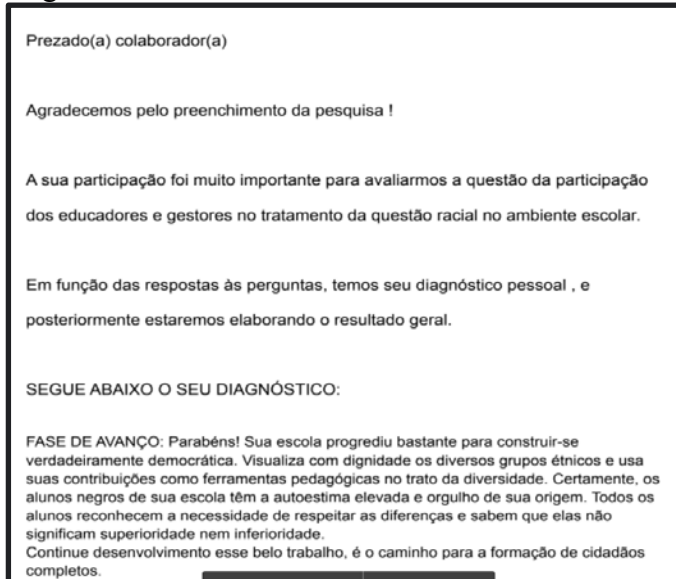 Prezado(a) colaborador(a)
Agradecemos pelo preenchimento da pesquisa !
A sua participação foi muito importante para avaliarmos a questão da participação
dos educadores e gestores no tratamento da questão racial no ambiente escolar.
Em função das respostas às perguntas, temos seu diagnóstico pessoal , e
posteriormente estaremos elaborando o resultado geral.
SEGUE ABAIXO O SEU DIAGNÓSTICO:
FASE DE AVANÇO: Parabéns! Sua escola progrediu bastante para construir-se
verdadeiramente democrática. Visualiza com dignidade os diversos grupos étnicos e usa
suas contribuições como ferramentas pedagógicas no trato da diversidade. Certamente, os
alunos negros de sua escola têm a autoestima elevada e orgulho de sua origem. Todos os
alunos reconhecem a necessidade de respeitar as diferenças e sabem que elas não
significam superioridade nem inferioridade.
Continue desenvolvimento esse belo trabalho, é o caminho para a formação de cidadãos
completos.